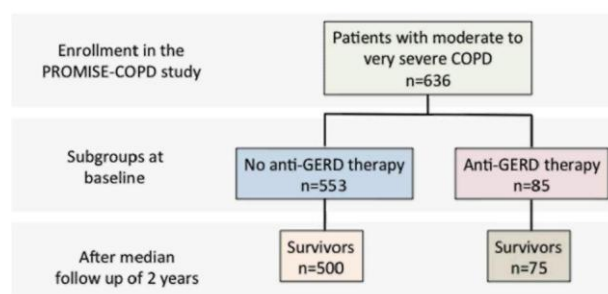 Enrollment in the
PROMISE-COPD study
Patients with moderate to
very severe COPD
n=636
Subgroups at
baseline
No anti-GERD therapy
n=553
Anti-GERD therapy
n=85
After median
follow up of 2 years
Survivors
n=500
Survivors
n=75